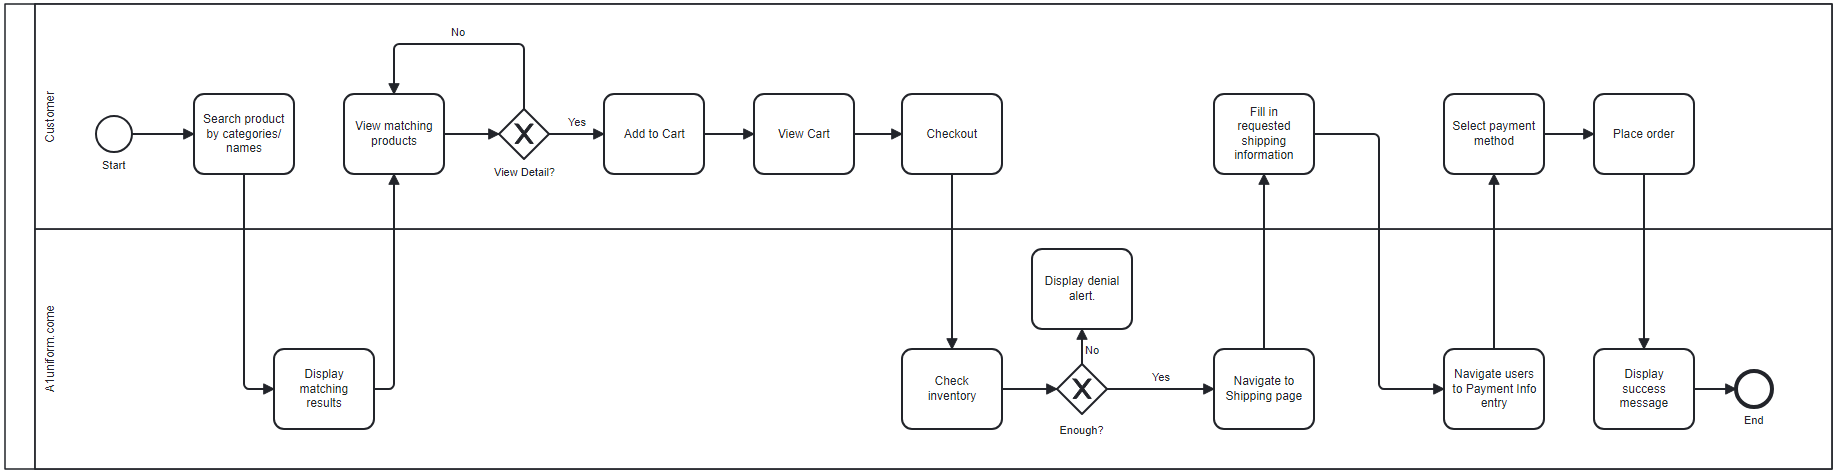 Customer
Start
Search product
by categories/
names
No
View matching
products
View Detail?
Yes
Add to Cart
View Cart
Checkout
Fill in
requested
shipping
information
Select payment
method
Place order
A1uniform.come
Display
matching
results
Check
inventory
Display denial
alert.
No
Enough?
Yes
Navigate to
Shipping page
Navigate users
to Payment Info
entry
Display
success
message
End